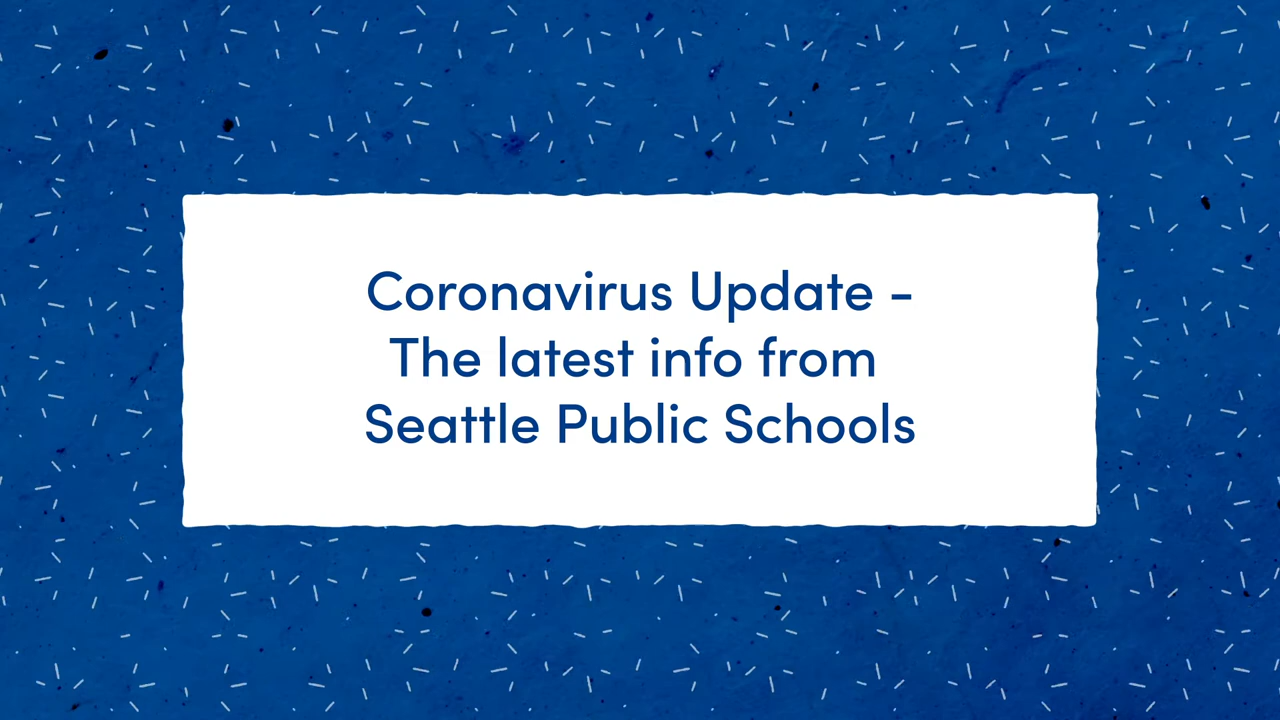 Coronavirus Update -
The latest info from
Seattle Public Schools